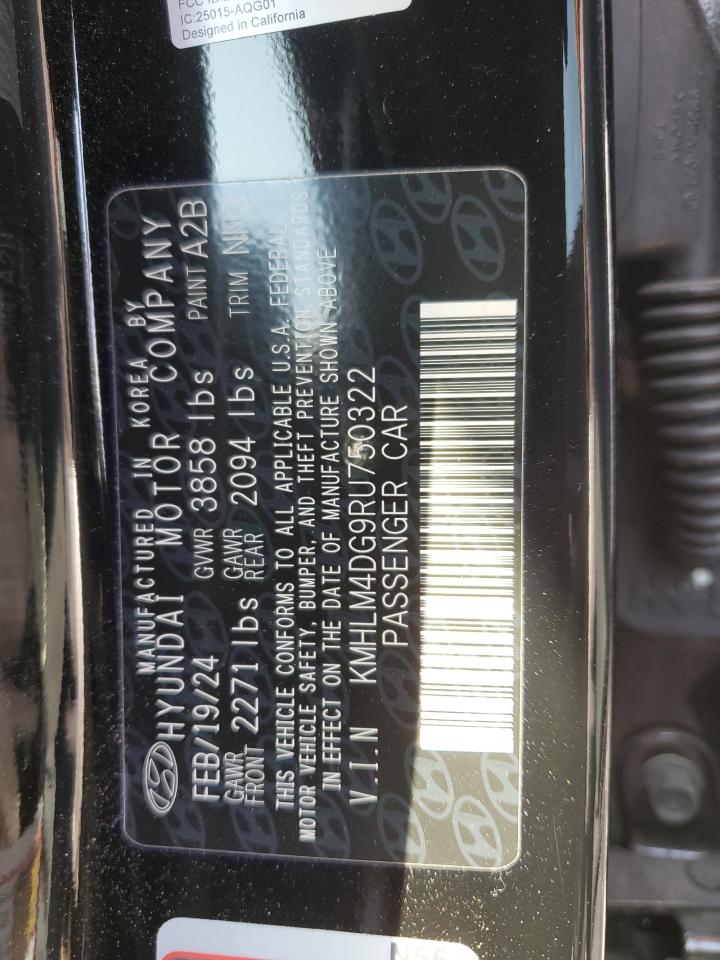 FCC ID
IC:25015-AQG01
Designed in California
MANUFACTURED IN KOREA BY
HYUNDAI MOTOR COMPANY
FEB/19/24 GVWR 3858 lbs PAINT A2B
GAWR FRONT 2271 lbs GAWR REAR 2094 lbs TRIM
THIS VEHICLE CONFORMS TO ALL APPLICABLE U.S.A. FEDERAL
MOTOR VEHICLE SAFETY, BUMPER, AND THEFT PREVENTION STANDARDS
IN EFFECT ON THE DATE OF MANUFACTURE SHOWN ABOVE
V.I.N KMHLM4DG9RU750322
PASSENGER CAR